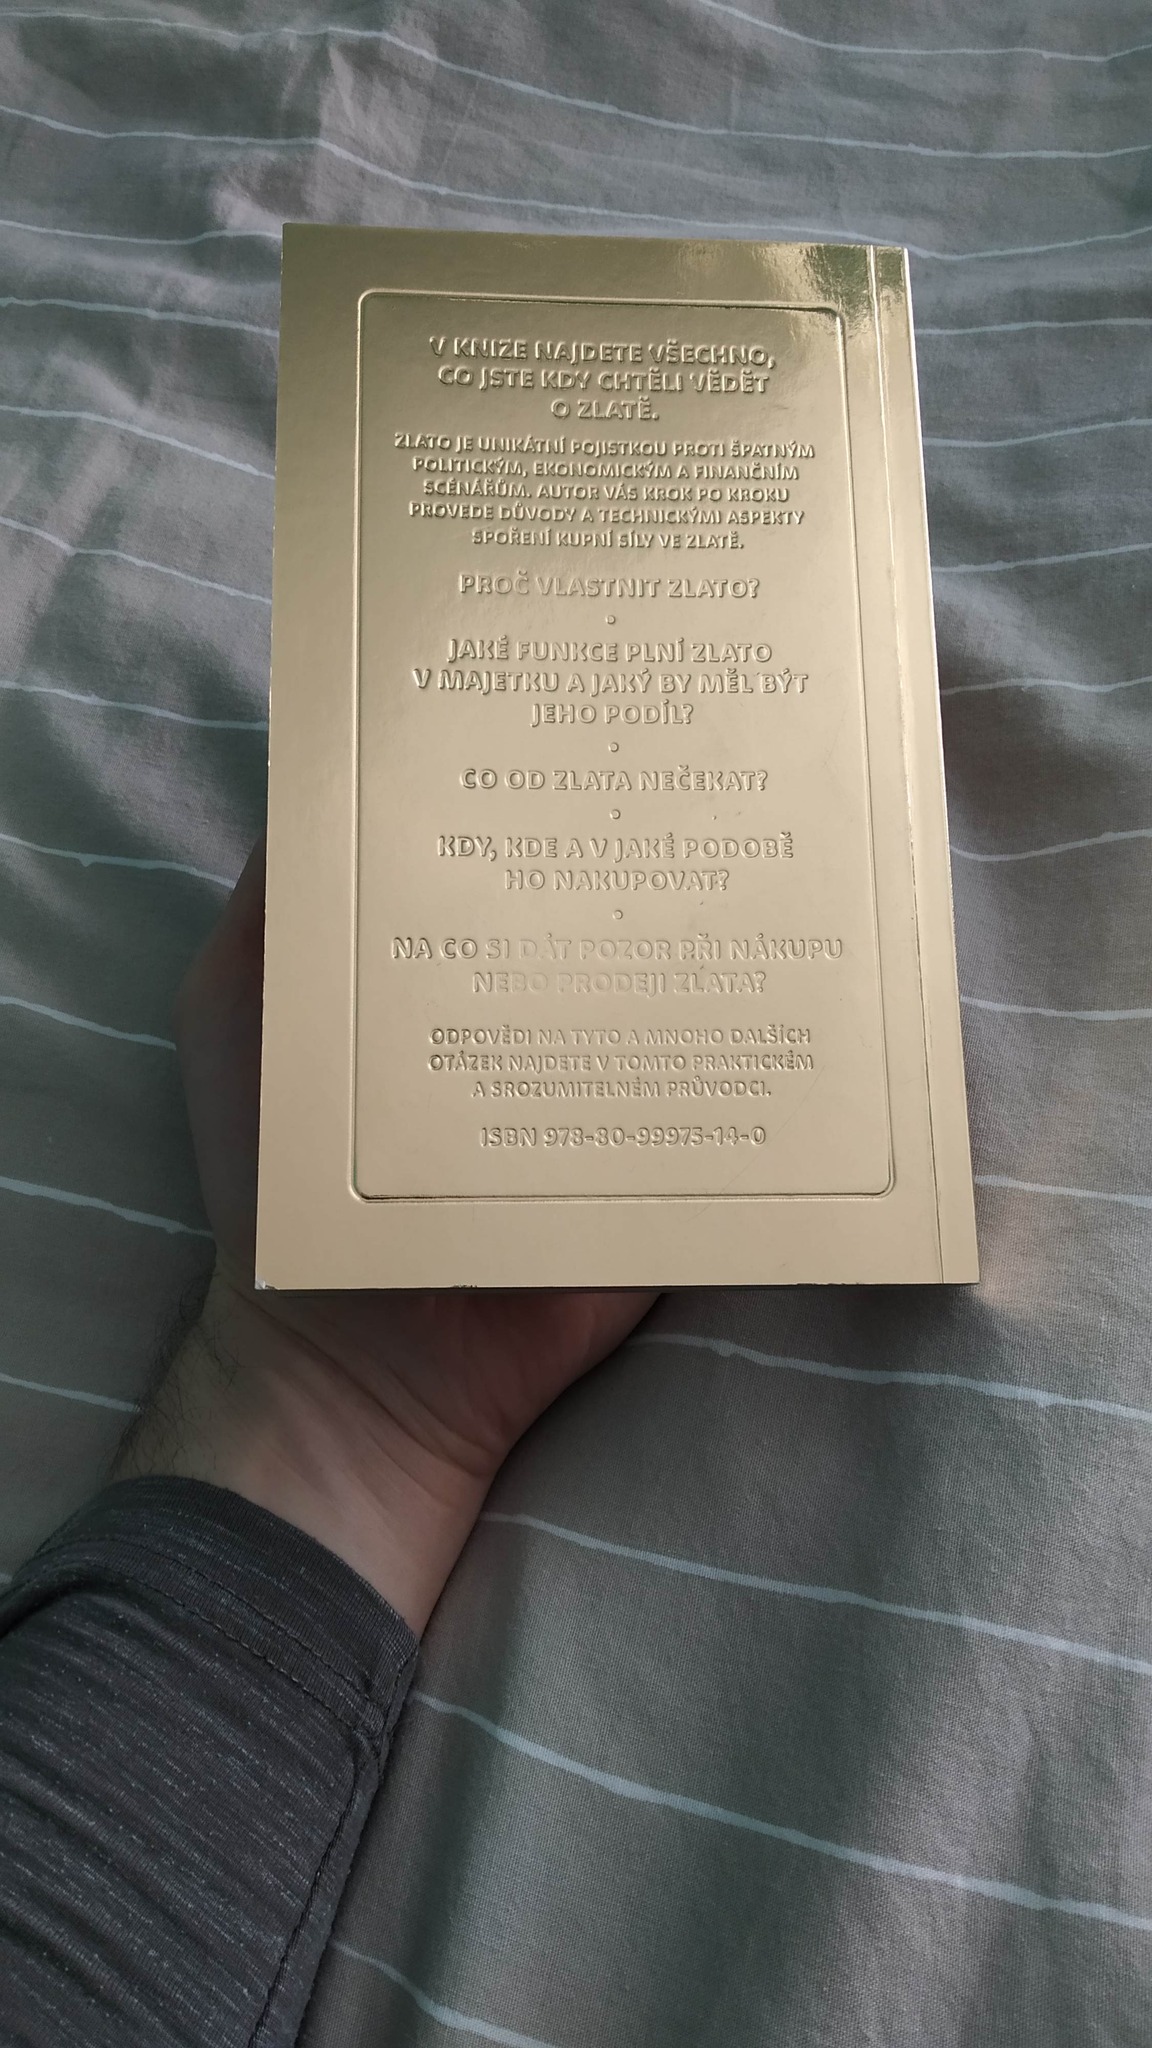 V KNIZE NAJDETE VŠECHNO,
CO JSTE KDY CHTĚLI VĚDĚT
O ZLATĚ.
ZLATO JE UNIKÁTNÍ POJISTKOU PROTI ŠPATNÝM
POLITICKÝM, EKONOMICKÝM A FINANČNÍM
SCÉNÁŘŮM. AUTOR VÁS KROK PO KROKU
PROVEDE DŮVODY A TECHNICKÝMI ASPEKTY
SPOŘENÍ KUPNÍ SÍLY VE ZLATĚ.
PROČ VLASTNIT ZLATO?
•
JAKÉ FUNKCE PLNÍ ZLATO
V MAJETKU A JAKÝ BY MĚL BÝT
JEHO PODÍL?
•
CO OD ZLATA NEČEKAT?
•
KDY, KDE A V JAKÉ PODOBĚ
HO NAKUPOVAT?
•
NA CO SI DÁT POZOR PŘI NÁKUPU
NEBO PRODEJI ZLATA?
ODPOVĚDI NA TYTO A MNOHO DALŠÍCH
OTÁZEK NAJDETE V TOMTO PRAKTICKÉM
A SROZUMITELNÉM PRŮVODCI.
ISBN 978-80-99975-14-0